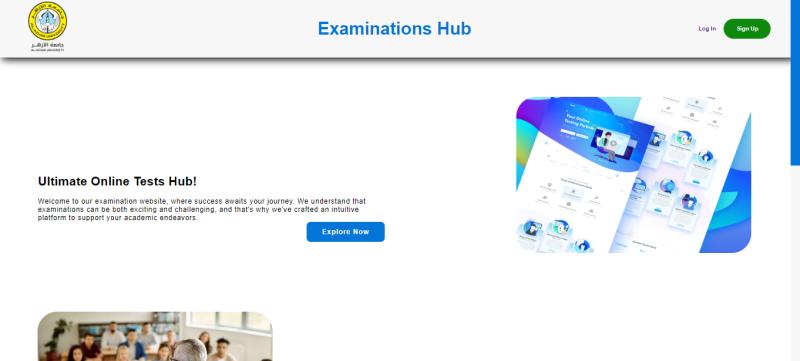 جامعة الأزهر
AL-AZHAR UNIVERSITY
Examinations Hub
Log In
Sign Up
Your Online
Testing Partner
Ultimate Online Tests Hub!
Welcome to our examination website, where success awaits your journey. We understand that
examinations can be both exciting and challenging, and that's why we've crafted an intuitive
platform to support your academic endeavors.
Explore Now